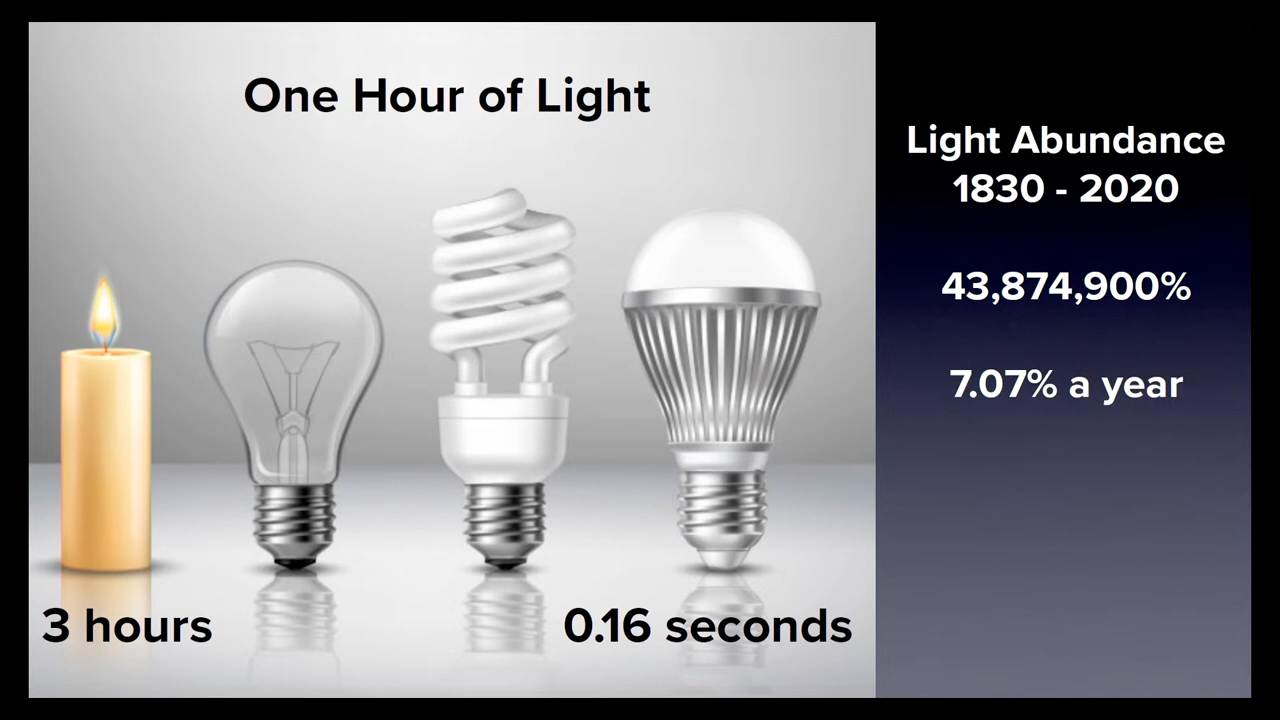 One Hour of Light
3 hours
0.16 seconds
Light Abundance
1830 - 2020
43,874,900%
7.07% a year